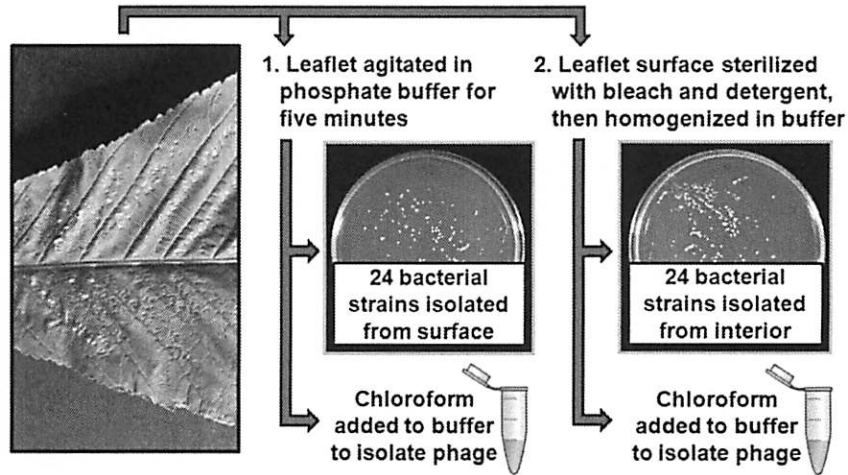 1. Leaflet agitated in
phosphate buffer for
five minutes
2. Leaflet surface sterilized
with bleach and detergent,
then homogenized in buffer
24 bacterial
strains isolated
from surface
24 bacterial
strains isolated
from interior
Chloroform
added to buffer
to isolate phage
Chloroform
added to buffer
to isolate phage